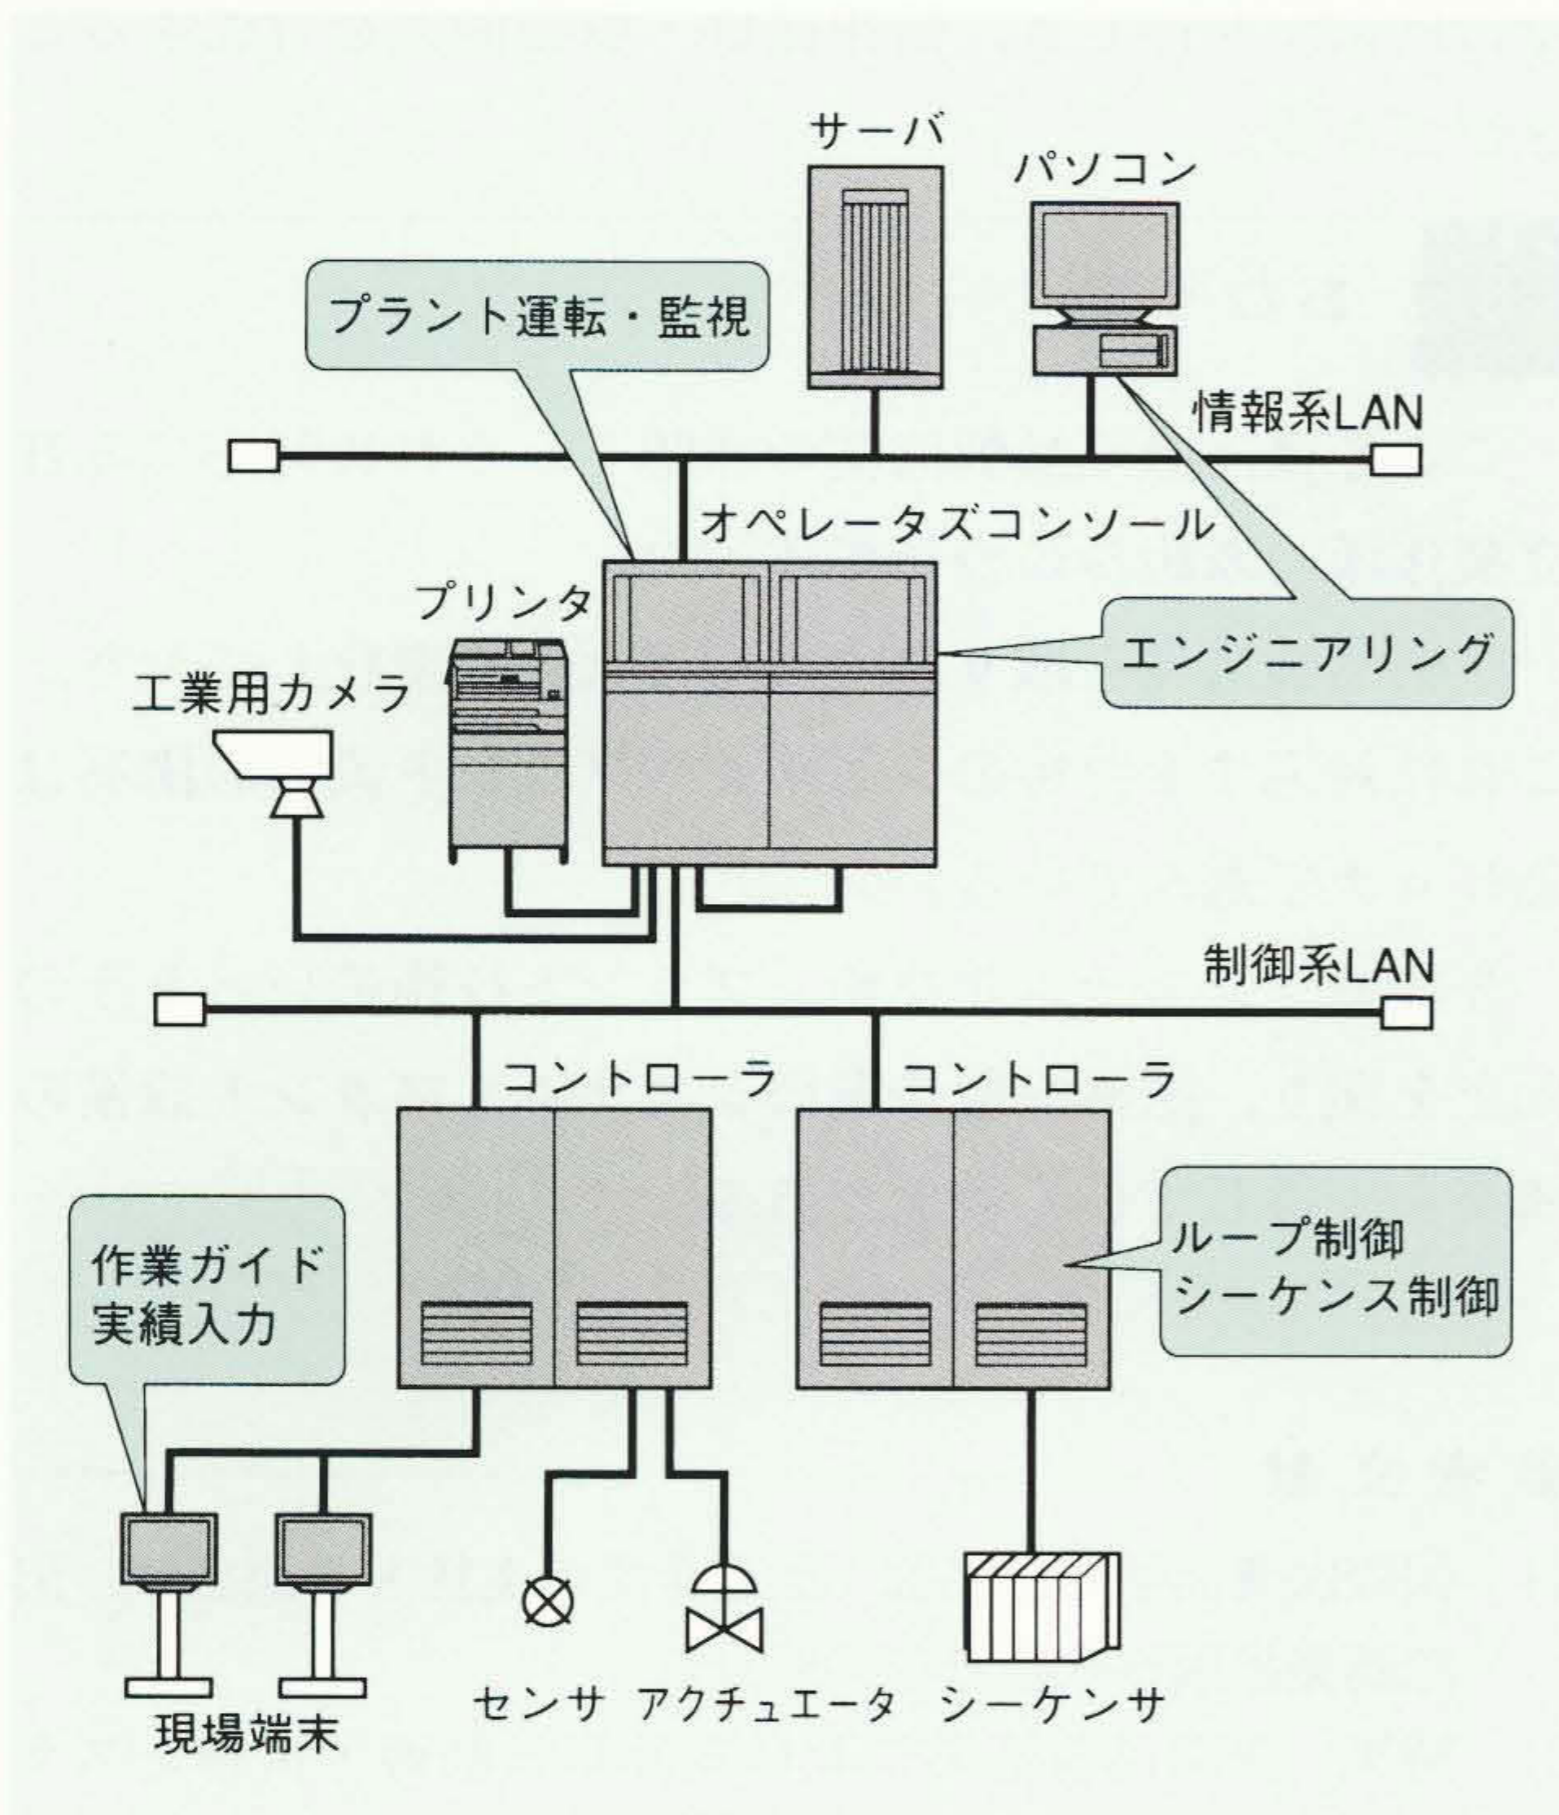 サーバ
パソコン
プラント運転・監視
情報系LAN
オペレータズコンソール
プリンタ
エンジニアリング
工業用カメラ
制御系LAN
コントローラ
コントローラ
ループ制御
シーケンス制御
作業ガイド
実績入力
センサ
アクチュエータ
シーケンサ
現場端末